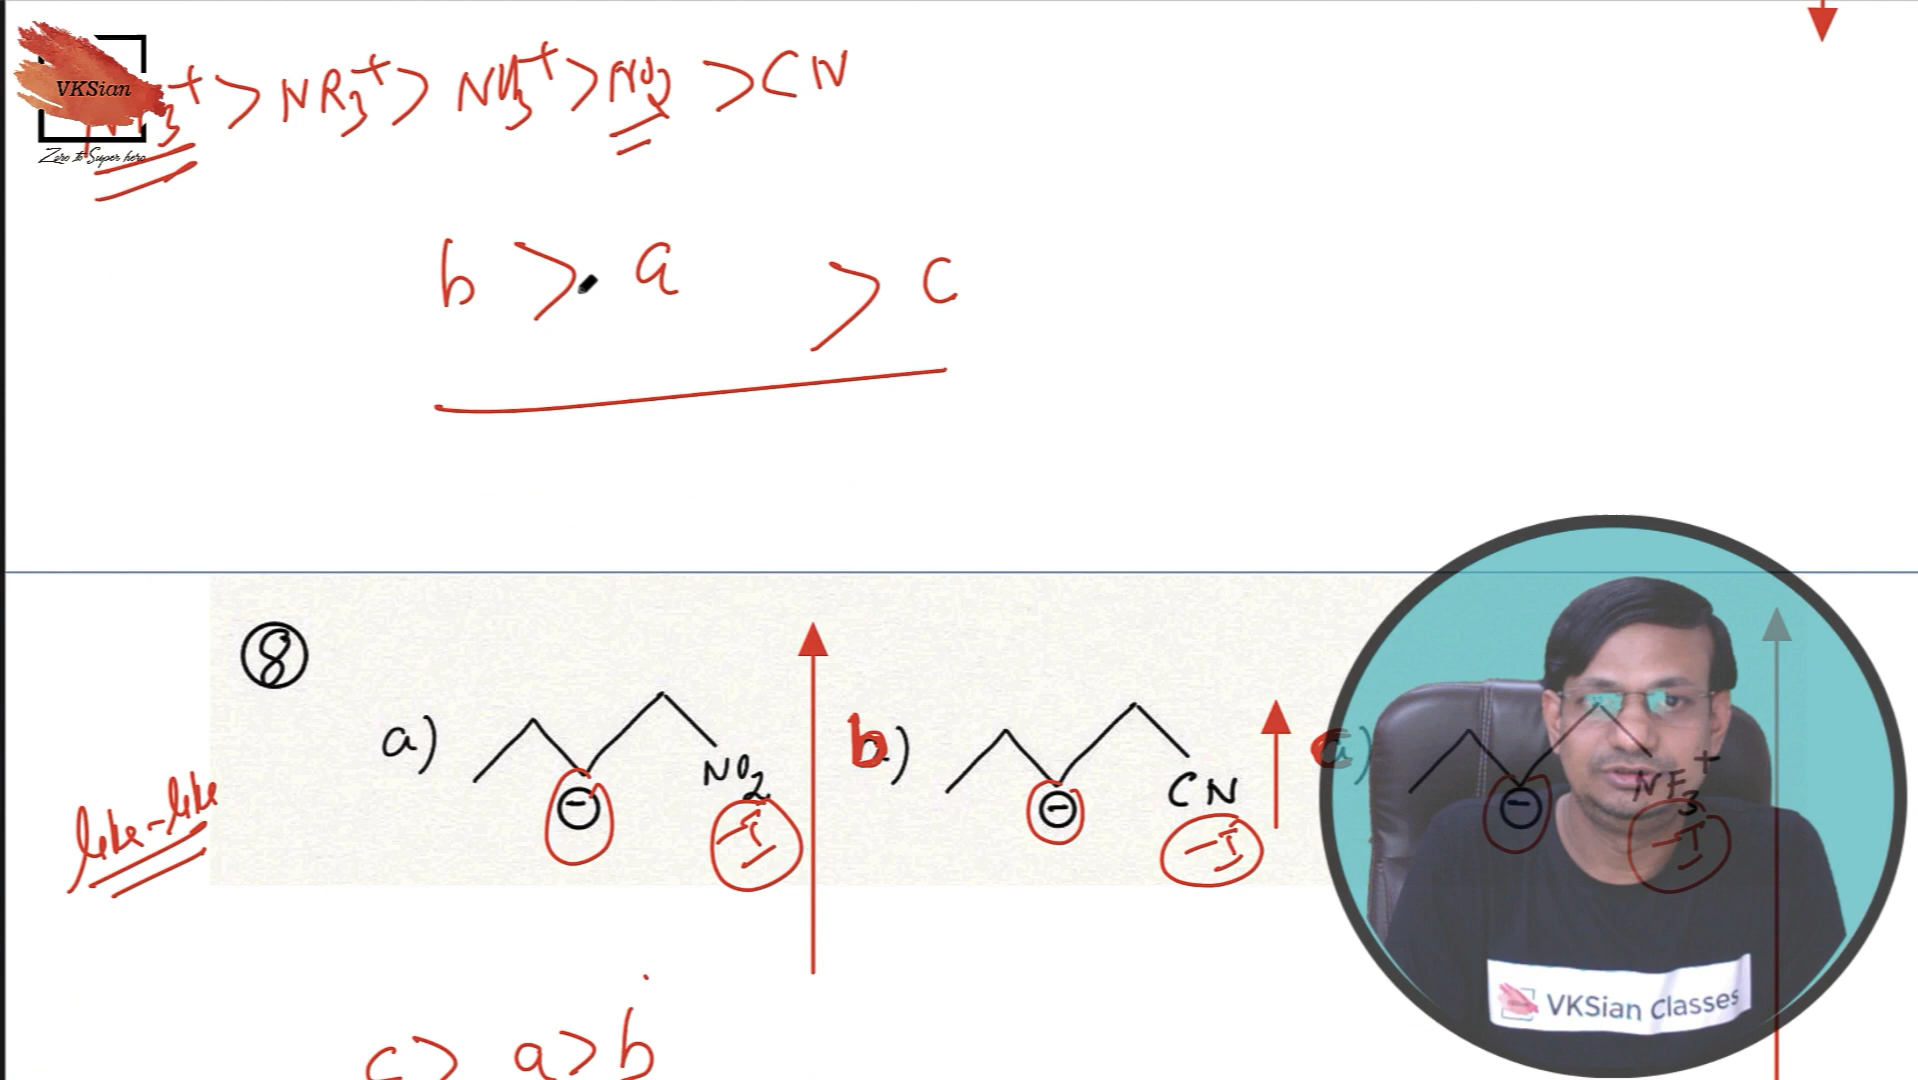 VKSian
Zero to Super hero
> NR₃⁺ > NH₃⁺ > NO₂ > CN
b > a > c
⑧
a)
NO₂
⊖
-I
b)
CN
⊖
-I
c)
NF₃⁺
⊖
-I
like-like
VKSian Classes
c > a > b